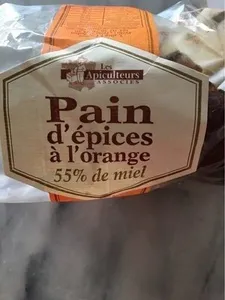 Les
Apiculteurs
ASSOCIÉS
Pain
d'épices
à l'orange
55% de miel